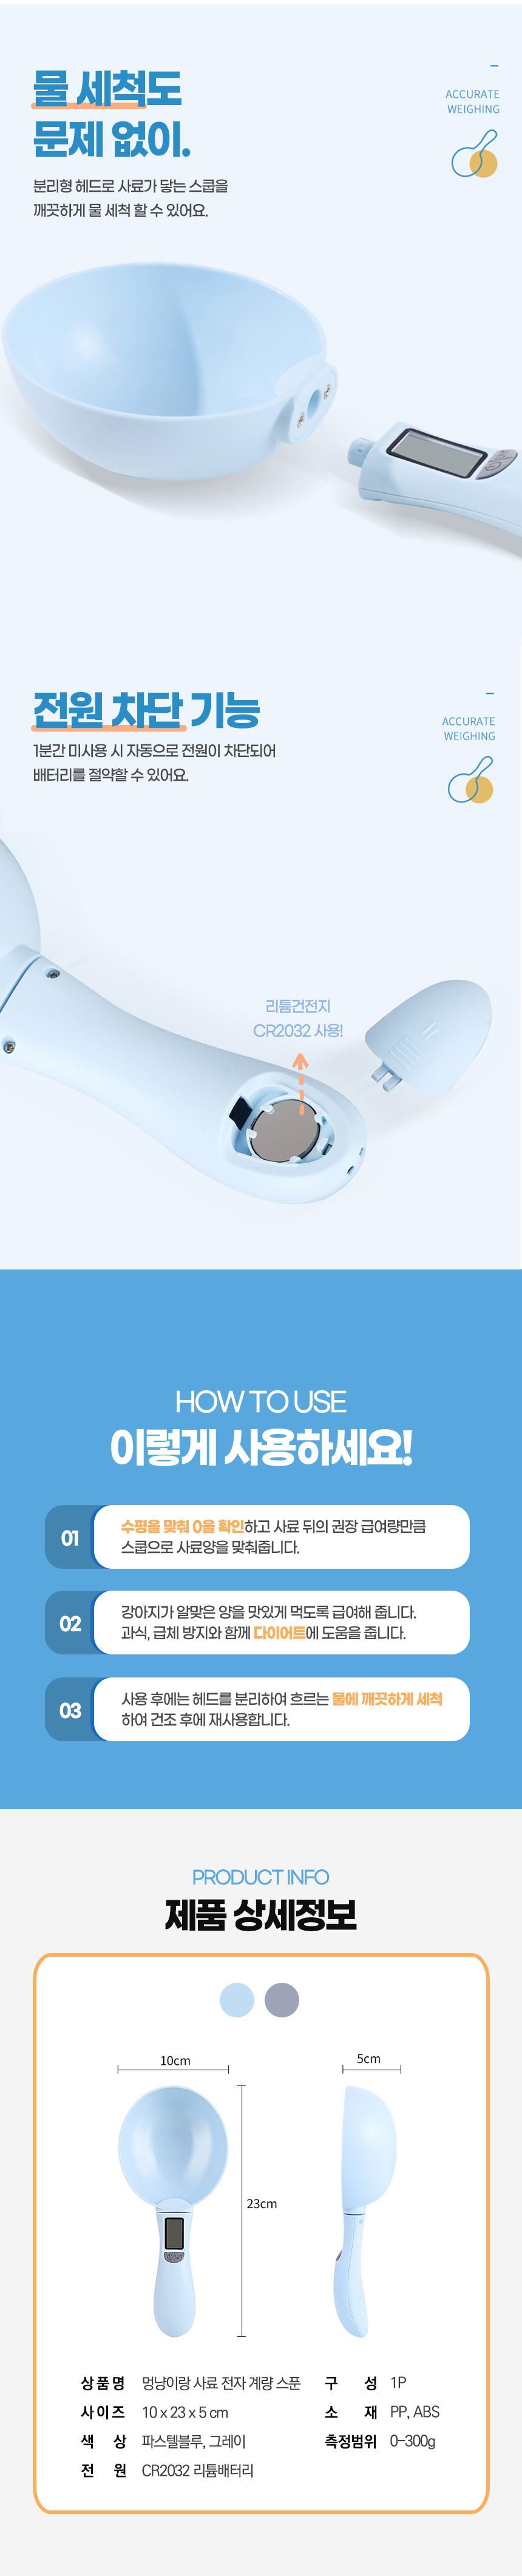 물 세척도
문제 없이.
분리형 헤드로 사료가 닿는 스쿱을
깨끗하게 물 세척 할 수 있어요.
ACCURATE
WEIGHING
전원 차단 기능
1분간 미사용 시 자동으로 전원이 차단되어
배터리를 절약할 수 있어요.
ACCURATE
WEIGHING
리튬건전지
CR2032 사용!
HOW TO USE
이렇게 사용하세요!
01
수평을 맞춰 0을 확인하고 사료 뒤의 권장 급여량만큼
스쿱으로 사료양을 맞춰줍니다.
02
강아지가 알맞은 양을 맛있게 먹도록 급여해 줍니다.
과식, 급체 방지와 함께 다이어트에 도움을 줍니다.
03
사용 후에는 헤드를 분리하여 흐르는 물에 깨끗하게 세척
하여 건조 후에 재사용합니다.
PRODUCT INFO
제품 상세정보
10cm
5cm
23cm
상품명 멍냥이랑 사료 전자 계량 스푼
구 성 1P
사이즈 10 x 23 x 5 cm
소 재 PP, ABS
색 상 파스텔블루, 그레이
측정범위 0-300g
전 원 CR2032 리튬배터리